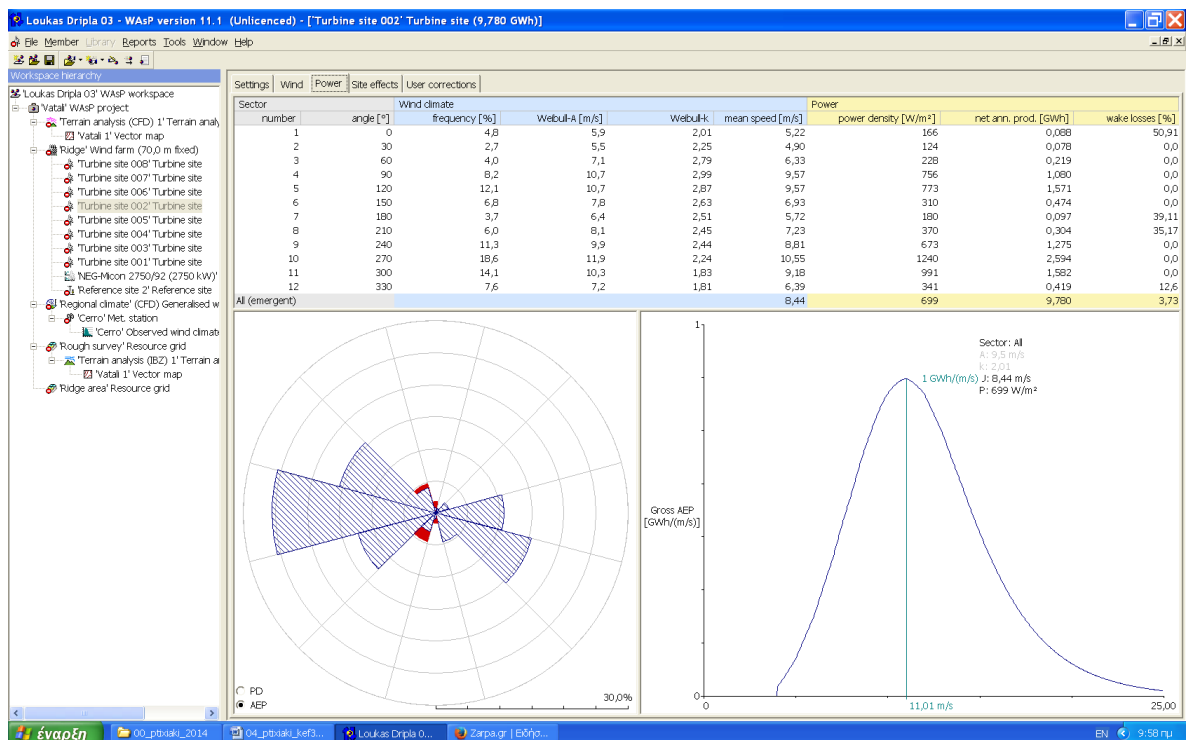 Loukas Dripla 03 - WAsP version 11.1 (Unlicenced) - ['Turbine site 002' Turbine site (9,780 GWh)]
File Member Library Reports Tools Window Help
Workspace hierarchy
'Loukas Dripla 03' WAsP workspace
'Vatali' WAsP project
'Terrain analysis (CFD) 1' Terrain analy
'Vatali 1' Vector map
'Ridge' Wind farm (70,0 m fixed)
'Turbine site 008' Turbine site
'Turbine site 007' Turbine site
'Turbine site 006' Turbine site
'Turbine site 002' Turbine site
'Turbine site 005' Turbine site
'Turbine site 004' Turbine site
'Turbine site 003' Turbine site
'Turbine site 001' Turbine site
'NEG-Micon 2750/92 (2750 kW)'
'Reference site 2' Reference site
'Regional climate' (CFD) Generalised w
'Cerro' Met. station
'Cerro' Observed wind climat
'Rough survey' Resource grid
'Terrain analysis (IBZ) 1' Terrain a
'Vatali 1' Vector map
'Ridge area' Resource grid
Settings Wind Power Site effects User corrections
Sector Wind climate Power
number angle [º] frequency [%] Weibull-A [m/s] Weibull-k mean speed [m/s] power density [W/m²] net ann. prod. [GWh] wake losses [%]
1 0 4,8 5,9 2,01 5,22 166 0,088 50,91
2 30 2,7 5,5 2,25 4,90 124 0,078 0,0
3 60 4,0 7,1 2,79 6,33 228 0,219 0,0
4 90 8,2 10,7 2,99 9,57 756 1,080 0,0
5 120 12,1 10,7 2,87 9,57 773 1,571 0,0
6 150 6,8 7,8 2,63 6,93 310 0,474 0,0
7 180 3,7 6,4 2,51 5,72 180 0,097 39,11
8 210 6,0 8,1 2,45 7,23 370 0,304 35,17
9 240 11,3 9,9 2,44 8,81 673 1,275 0,0
10 270 18,6 11,9 2,24 10,55 1240 2,594 0,0
11 300 14,1 10,3 1,83 9,18 991 1,582 0,0
12 330 7,6 7,2 1,81 6,39 341 0,419 12,6
All (emergent) 8,44 699 9,780 3,73
PD
AEP
30,0%
1
Sector: All
A: 9,5 m/s
k: 2,01
1 GWh/(m/s) J: 8,44 m/s
P: 699 W/m²
Gross AEP
[GWh/(m/s)]
0
0 11,01 m/s 25,00
έναρξη 00_ptixiaki_2014 04_ptixiaki_kef3... Loukas Dripla 0... Zarpa.gr | Ειδήσ... EN 9:58 πμ